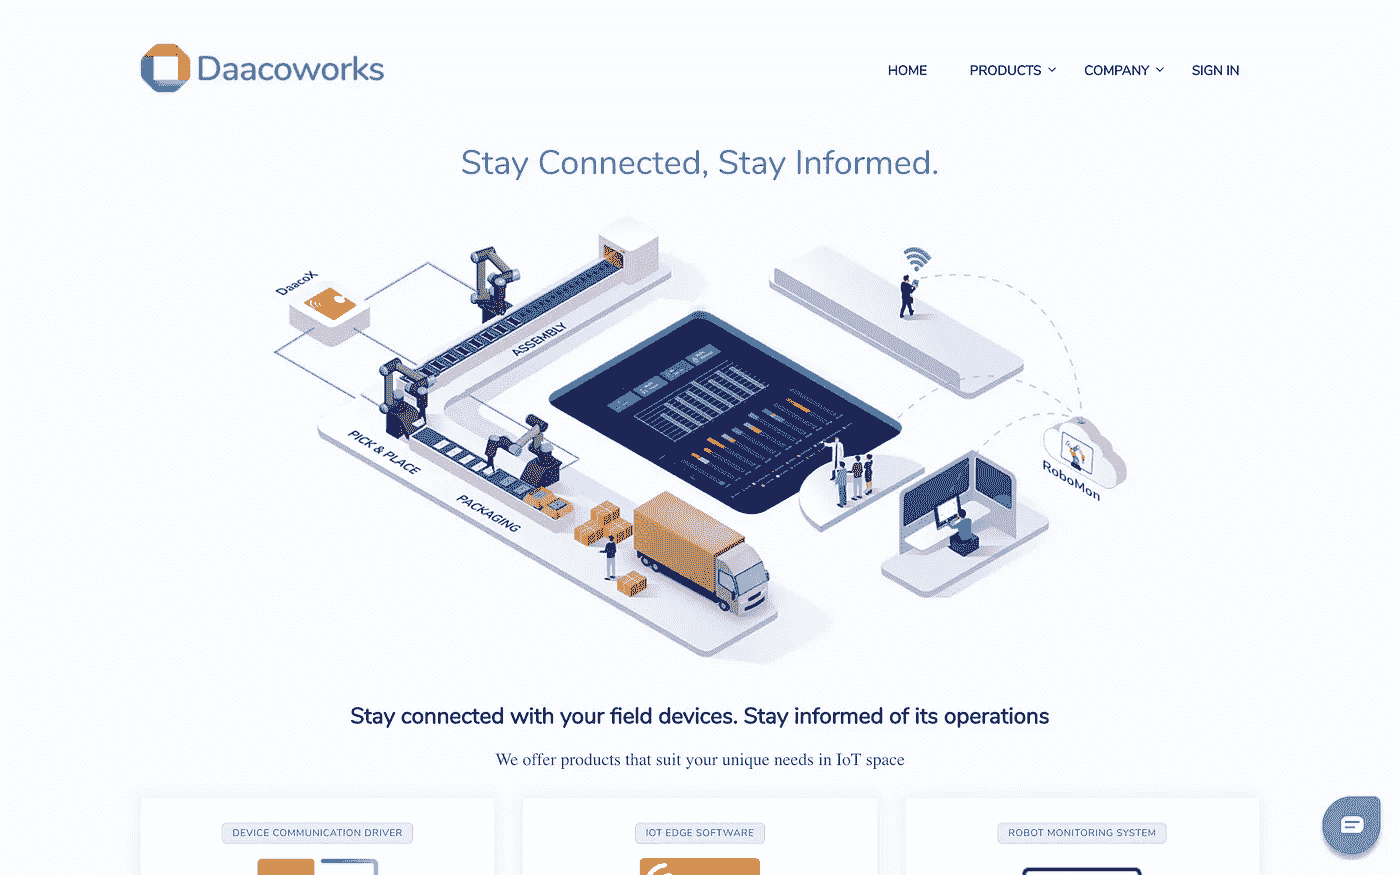 Daacoworks
HOME
PRODUCTS
COMPANY
SIGN IN
Stay Connected, Stay Informed.
DaacoX
ASSEMBLY
PICK & PLACE
PACKAGING
RoboMon
Stay connected with your field devices. Stay informed of its operations
We offer products that suit your unique needs in IoT space
DEVICE COMMUNICATION DRIVER
IOT EDGE SOFTWARE
ROBOT MONITORING SYSTEM